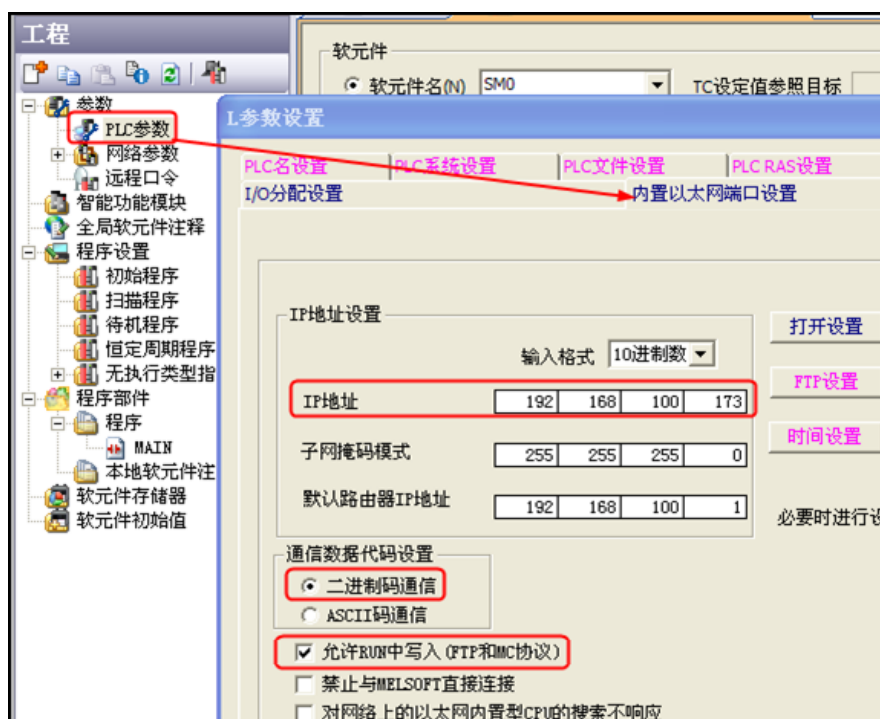 工程
参数
PLC参数
网络参数
远程口令
智能功能模块
全局软元件注释
程序设置
初始程序
扫描程序
待机程序
恒定周期程序
无执行类型指
程序部件
程序
MAIN
本地软元件注
软元件存储器
软元件初始值
软元件
软元件名(N) SM0 TC设定值参照目标
L参数设置
PLC名设置 PLC系统设置 PLC文件设置 PLC RAS设置
I/O分配设置 内置以太网端口设置
IP地址设置
输入格式 10进制数
IP地址 192 168 100 173
子网掩码模式 255 255 255 0
默认路由器IP地址 192 168 100 1
打开设置
FTP设置
时间设置
必要时进行设
通信数据代码设置
二进制码通信
ASCII码通信
允许RUN中写入(FTP和MC协议)
禁止与MELSOFT直接连接
对网络上的以太网内置型CPU的搜索不响应